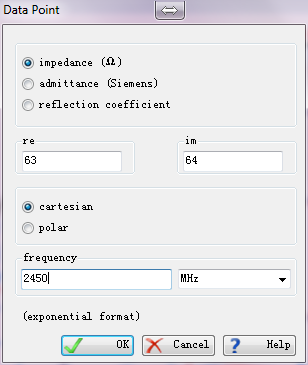 Data Point
impedance (Ω)
admittance (Siemens)
reflection coefficient
re im
63 64
cartesian
polar
frequency
2450 MHz
(exponential format)
OK Cancel ? Help